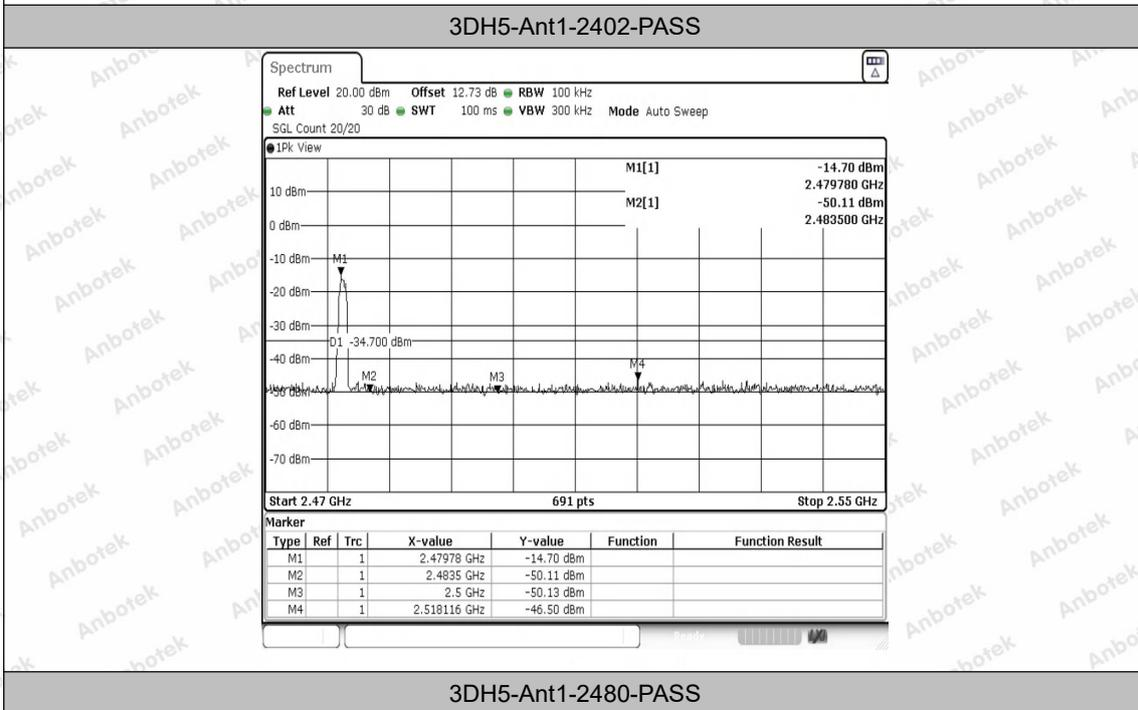 3DH5-Ant1-2402-PASS
Spectrum
Ref Level 20.00 dBm Offset 12.73 dB RBW 100 kHz
Att 30 dB SWT 100 ms VBW 300 kHz Mode Auto Sweep
SGL Count 20/20
1Pk View
M1[1] -14.70 dBm
2.479780 GHz
M2[1] -50.11 dBm
2.483500 GHz
10 dBm
0 dBm
-10 dBm
M1
-20 dBm
-30 dBm
D1 -34.700 dBm
-40 dBm
M2 M3 M4
-50 dBm
-60 dBm
-70 dBm
Start 2.47 GHz 691 pts Stop 2.55 GHz
Marker
Type Ref Trc X-value Y-value Function Function Result
M1 1 2.47978 GHz -14.70 dBm
M2 1 2.4835 GHz -50.11 dBm
M3 1 2.5 GHz -50.13 dBm
M4 1 2.518116 GHz -46.50 dBm
Ready
3DH5-Ant1-2480-PASS
Anbotek